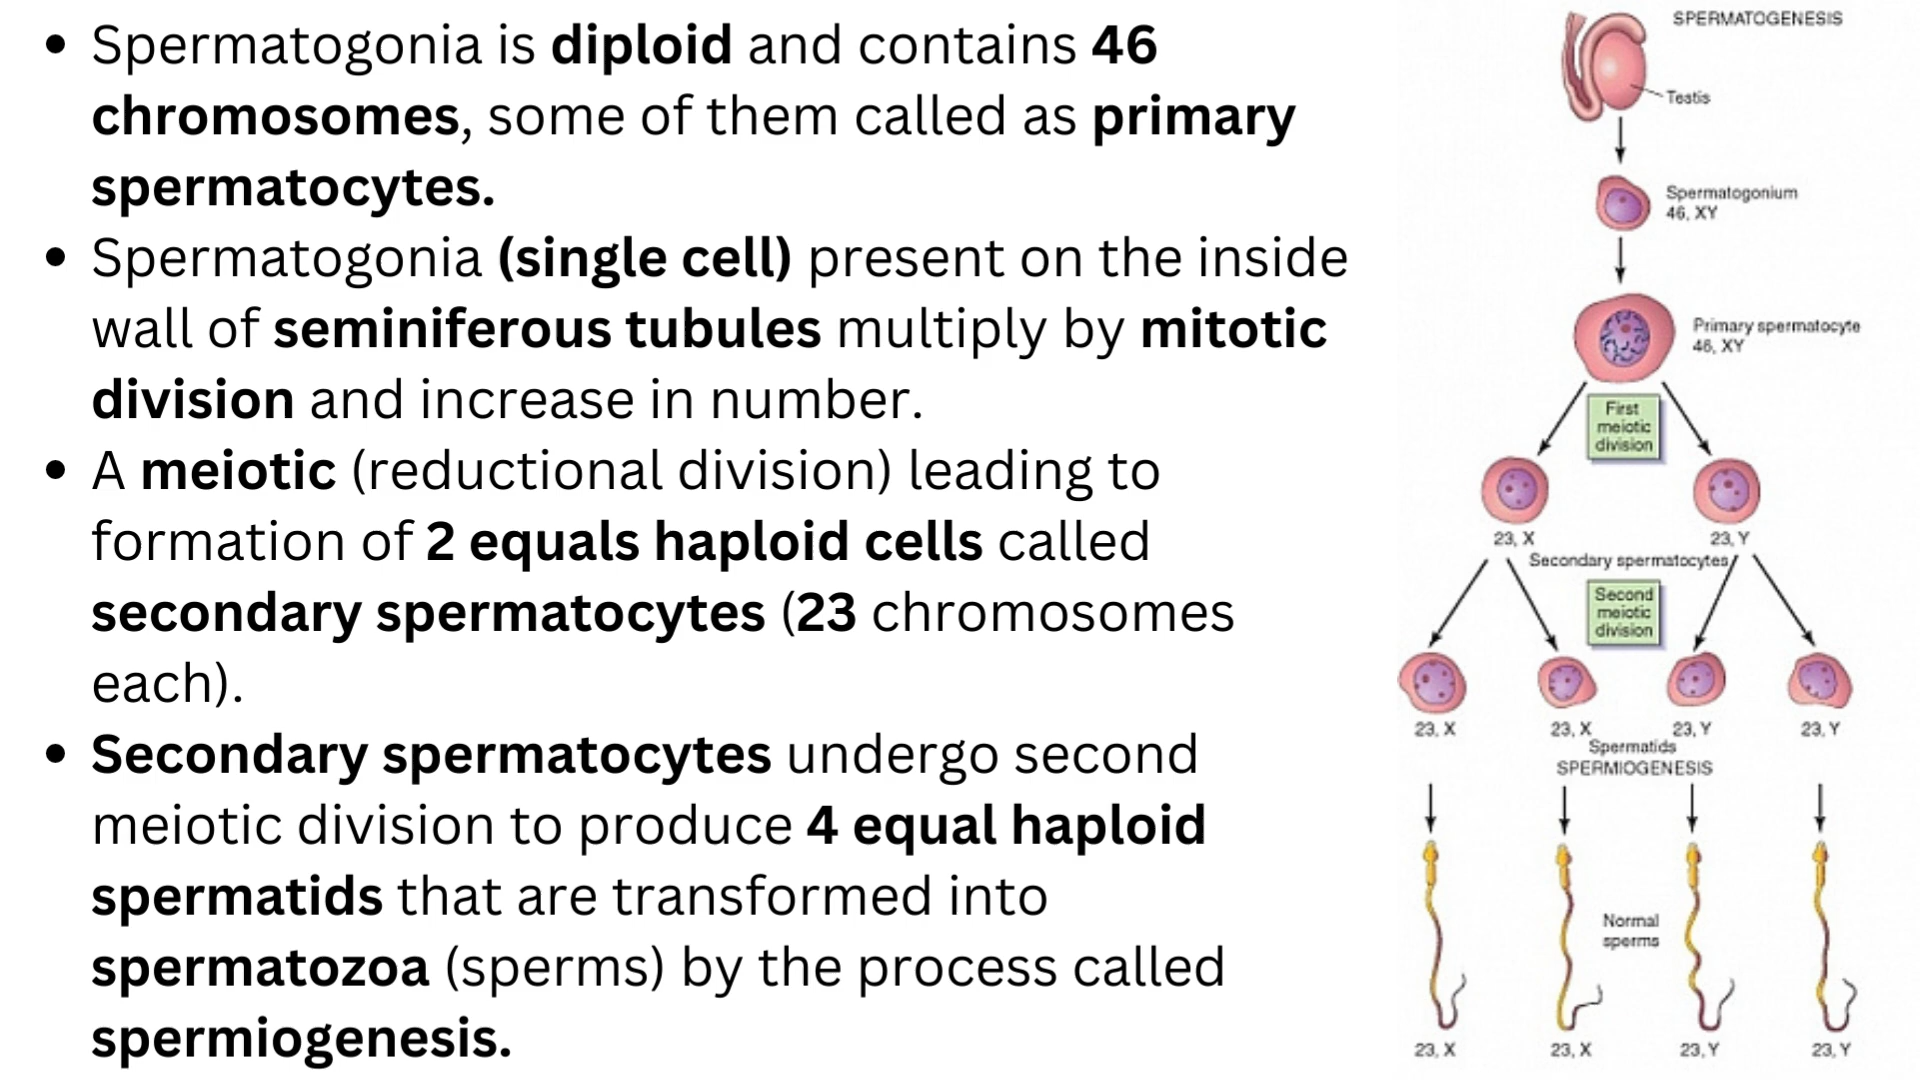 • Spermatogonia is diploid and contains 46
chromosomes, some of them called as primary
spermatocytes.
• Spermatogonia (single cell) present on the inside
wall of seminiferous tubules multiply by mitotic
division and increase in number.
• A meiotic (reductional division) leading to
formation of 2 equals haploid cells called
secondary spermatocytes (23 chromosomes
each).
• Secondary spermatocytes undergo second
meiotic division to produce 4 equal haploid
spermatids that are transformed into
spermatozoa (sperms) by the process called
spermiogenesis.
SPERMATOGENESIS
Testis
Spermatogonium
46, XY
Primary spermatocyte
46, XY
First
meiotic
division
23, X 23, Y
Secondary spermatocytes
Second
meiotic
division
23, X 23, X 23, Y 23, Y
Spermatids
SPERMIOGENESIS
Normal
sperms
23, X 23, X 23, Y 23, Y